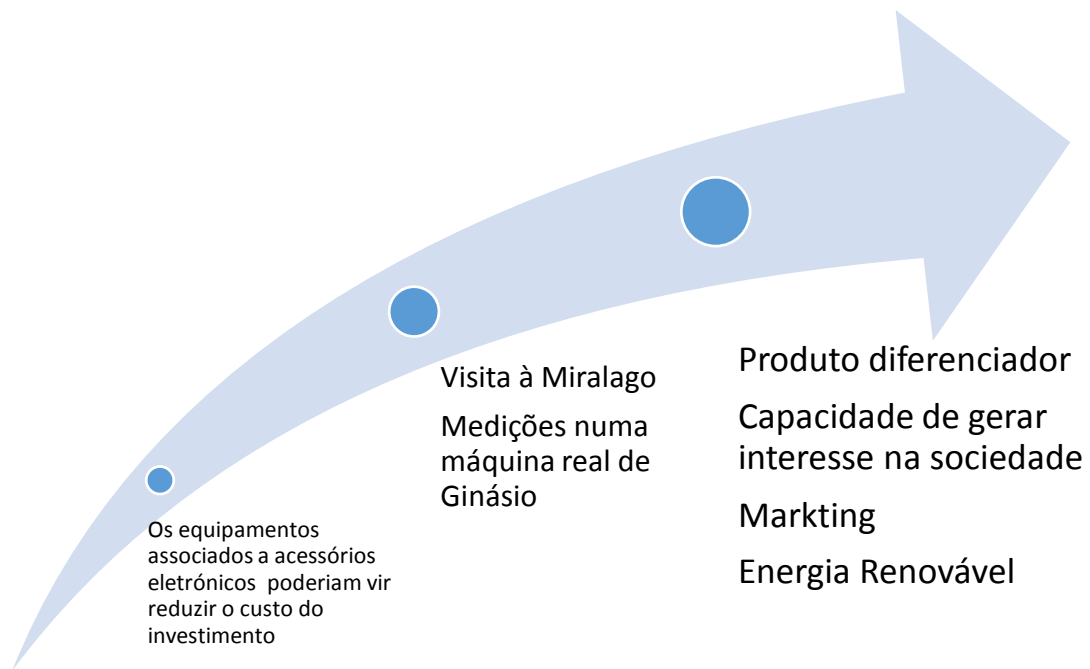 Os equipamentos
associados a acessórios
eletrónicos  poderiam vir
reduzir o custo do
investimento
Visita à Miralago
Medições numa
máquina real de
Ginásio
Produto diferenciador
Capacidade de gerar
interesse na sociedade
Markting
Energia Renovável